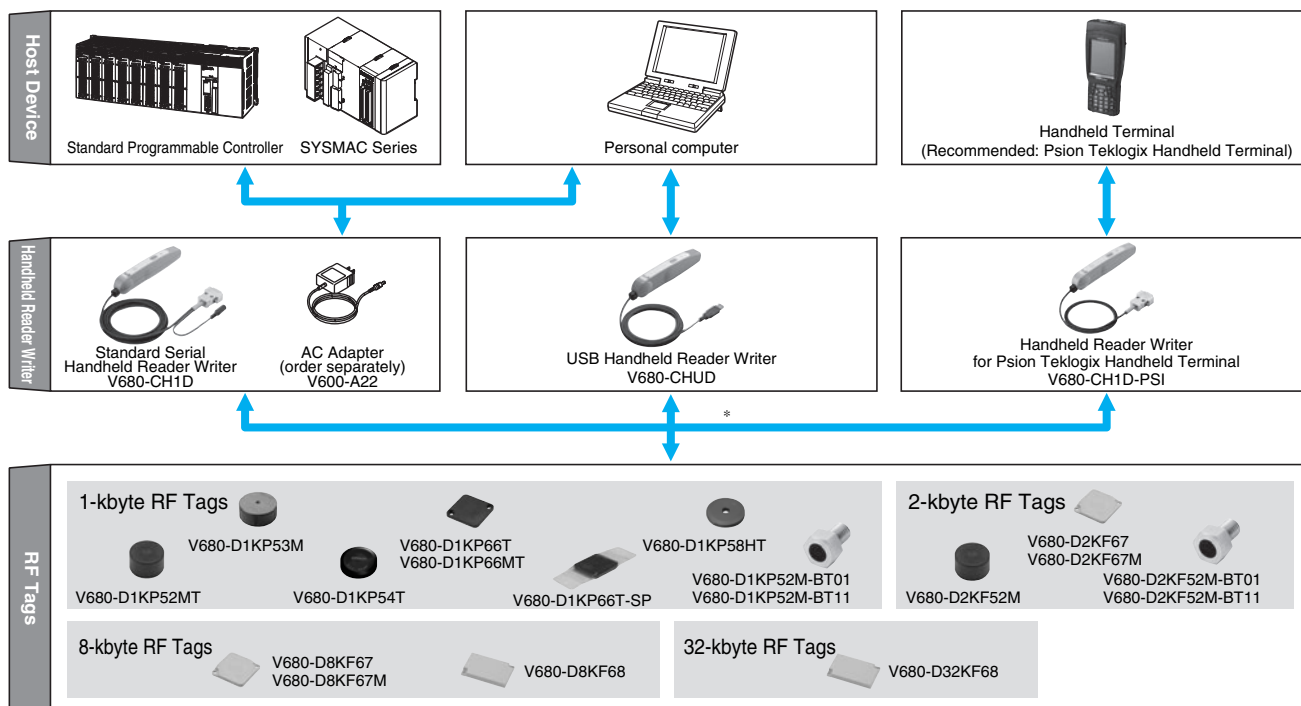 Host Device
Standard Programmable Controller
SYSMAC Series
Personal computer
Handheld Terminal
(Recommended: Psion Teklogix Handheld Terminal)
Handheld Reader Writer
Standard Serial
Handheld Reader Writer
V680-CH1D
AC Adapter
(order separately)
V600-A22
USB Handheld Reader Writer
V680-CHUD
Handheld Reader Writer
for Psion Teklogix Handheld Terminal
V680-CH1D-PSI
*
RF Tags
1-kbyte RF Tags
V680-D1KP53M
V680-D1KP66T
V680-D1KP66MT
V680-D1KP58HT
V680-D1KP52MT
V680-D1KP54T
V680-D1KP66T-SP
V680-D1KP52M-BT01
V680-D1KP52M-BT11
2-kbyte RF Tags
V680-D2KF67
V680-D2KF67M
V680-D2KF52M
V680-D2KF52M-BT01
V680-D2KF52M-BT11
8-kbyte RF Tags
V680-D8KF67
V680-D8KF67M
V680-D8KF68
32-kbyte RF Tags
V680-D32KF68